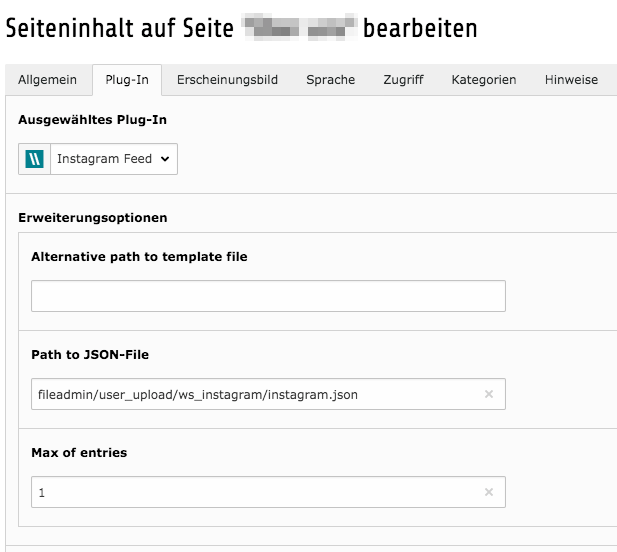 Seiteninhalt auf Seite bearbeiten
Allgemein Plug-In Erscheinungsbild Sprache Zugriff Kategorien Hinweise
Ausgewähltes Plug-In
Instagram Feed
Erweiterungsoptionen
Alternative path to template file
Path to JSON-File
fileadmin/user_upload/ws_instagram/instagram.json
Max of entries
1